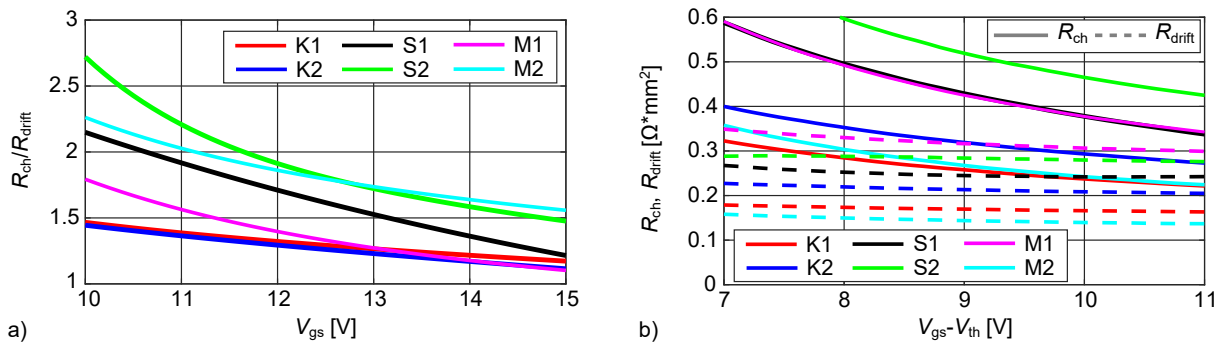 3
2.5
2
1.5
1
R_ch/R_drift
K1 S1 M1
K2 S2 M2
10 11 12 13 14 15
V_gs [V]
a)
0.6
0.5
0.4
0.3
0.2
0.1
0
R_ch, R_drift [Ω*mm²]
R_ch R_drift
K1 S1 M1
K2 S2 M2
7 8 9 10 11
V_gs-V_th [V]
b)